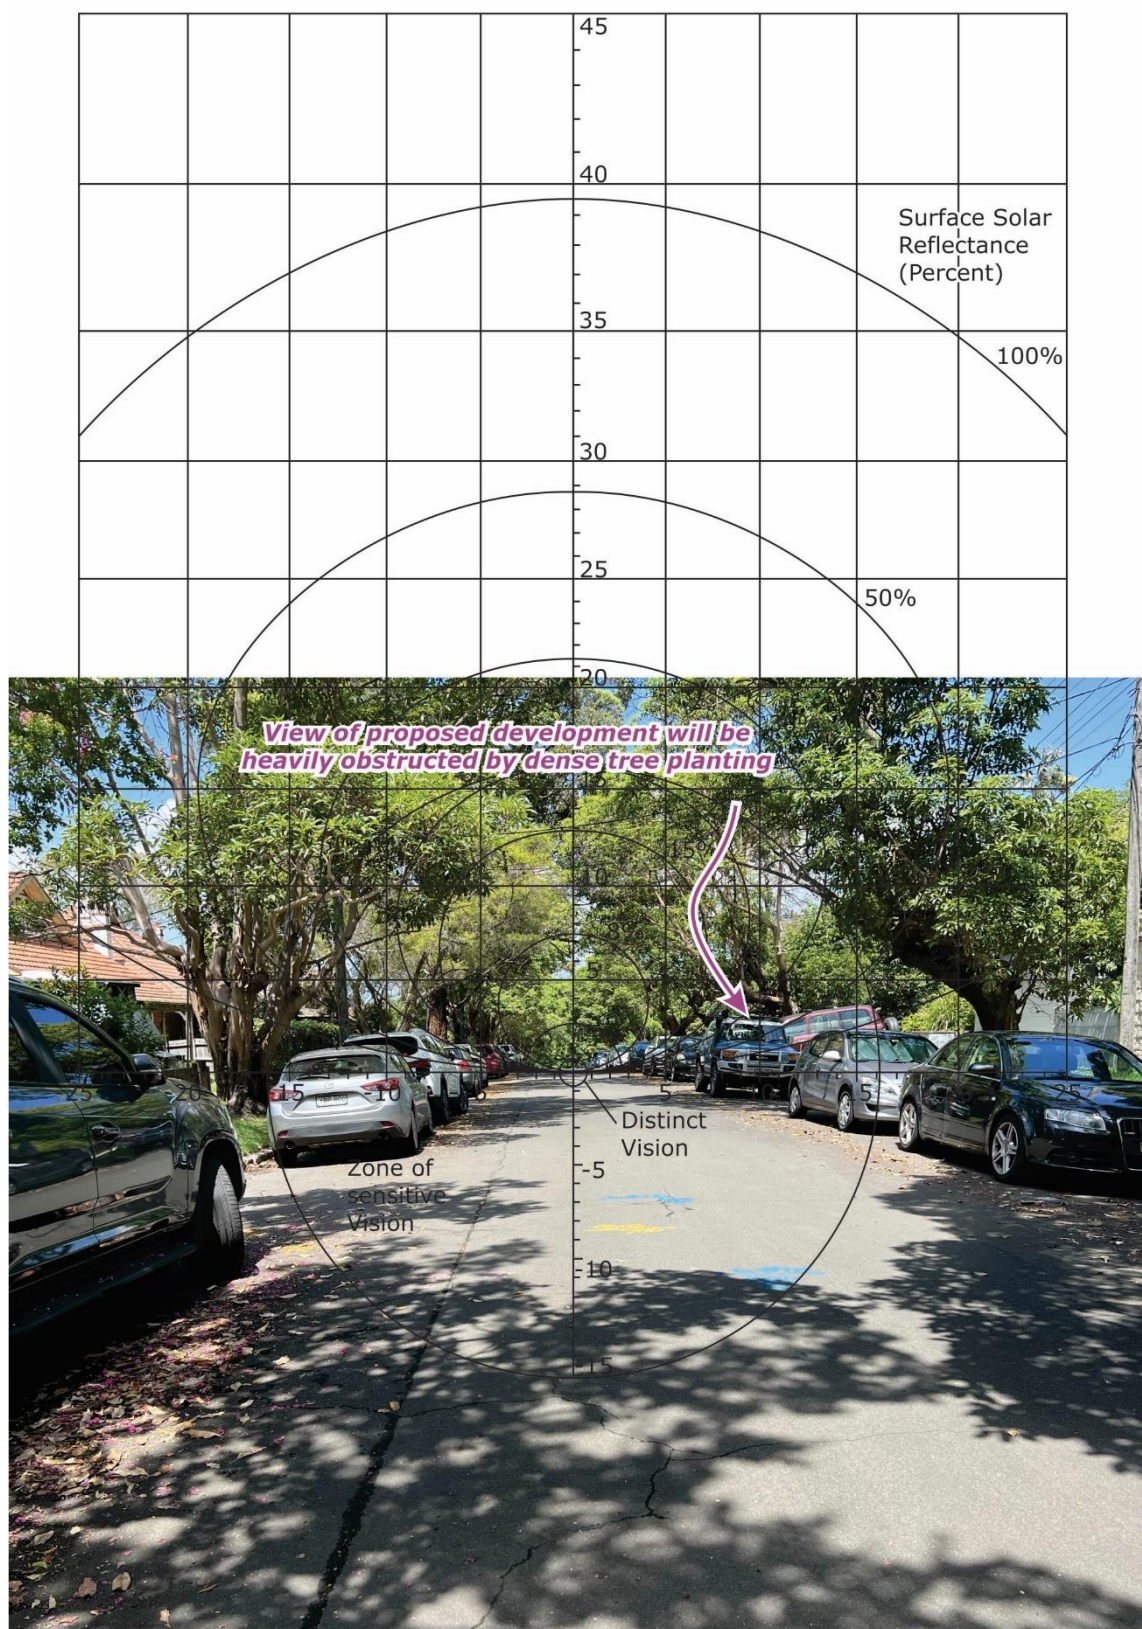 45
40
Surface Solar
Reflectance
(Percent)
35
100%
30
25
50%
20
View of proposed development will be
heavily obstructed by dense tree planting
15%
10
5
25
-20
-15
-10
5
25
Distinct
Vision
-5
Zone of
sensitive
Vision
-10
-15